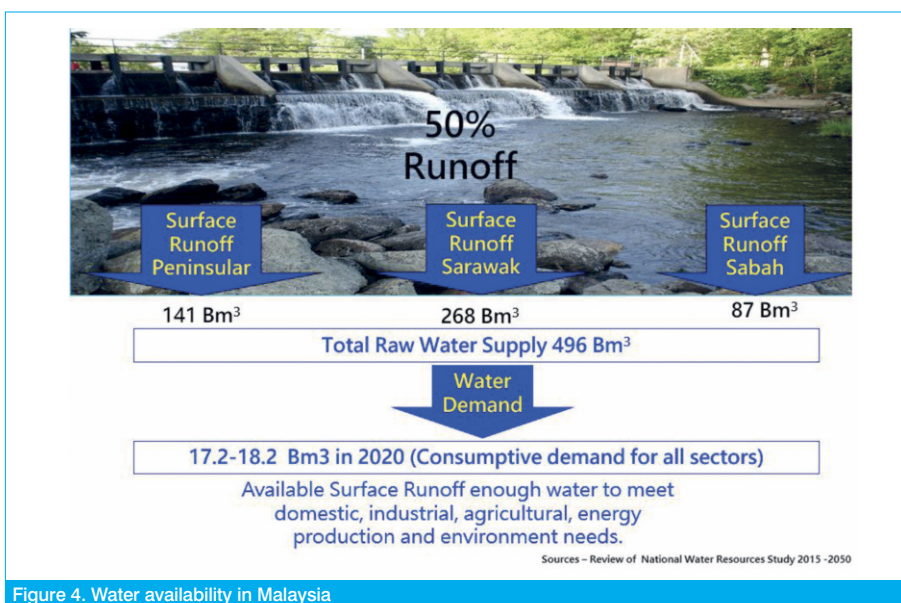 50%
Runoff
Surface
Runoff
Peninsular
Surface
Runoff
Sarawak
Surface
Runoff
Sabah
141 Bm³
268 Bm³
87 Bm³
Total Raw Water Supply 496 Bm³
Water
Demand
17.2-18.2 Bm3 in 2020 (Consumptive demand for all sectors)
Available Surface Runoff enough water to meet
domestic, industrial, agricultural, energy
production and environment needs.
Sources – Review of National Water Resources Study 2015 -2050
Figure 4. Water availability in Malaysia